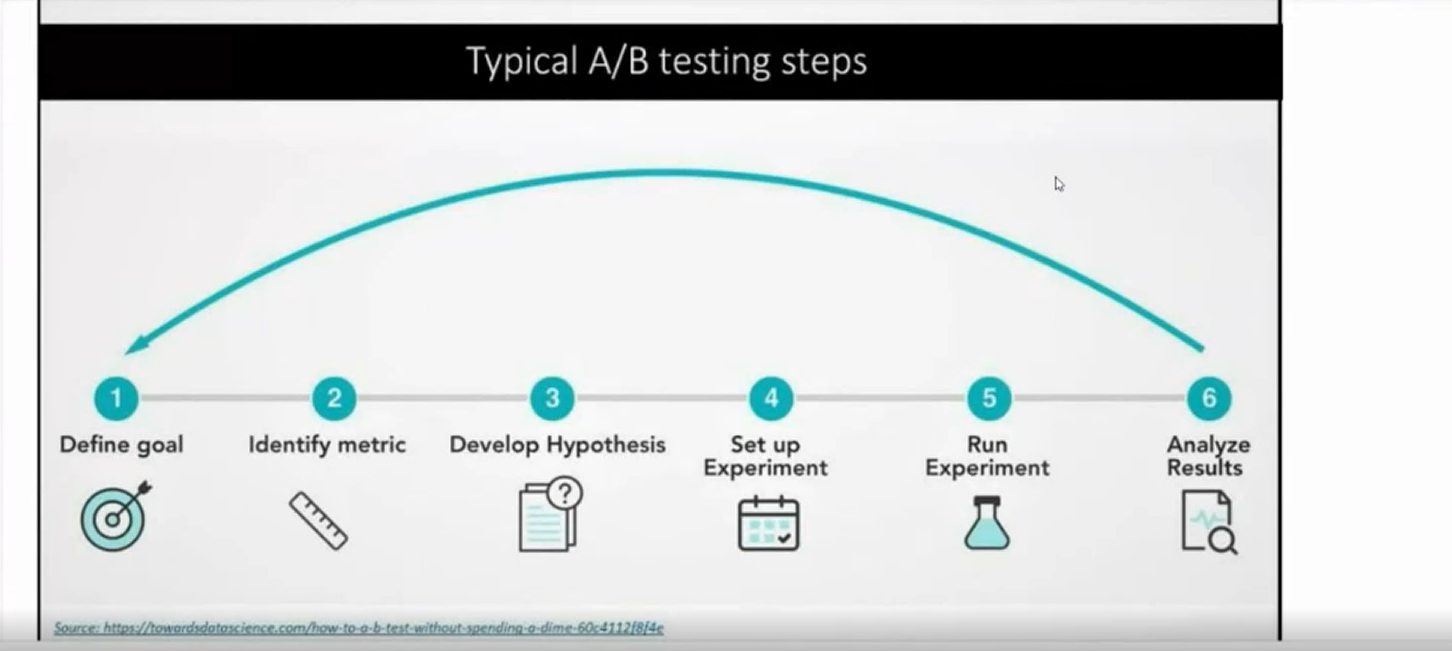 Typical A/B testing steps
1
2
3
4
5
6
Define goal
Identify metric
Develop Hypothesis
Set up
Experiment
Run
Experiment
Analyze
Results
?
Source: https://towardsdatascience.com/how-to-a-b-test-without-spending-a-dime-60c4112f8f4e